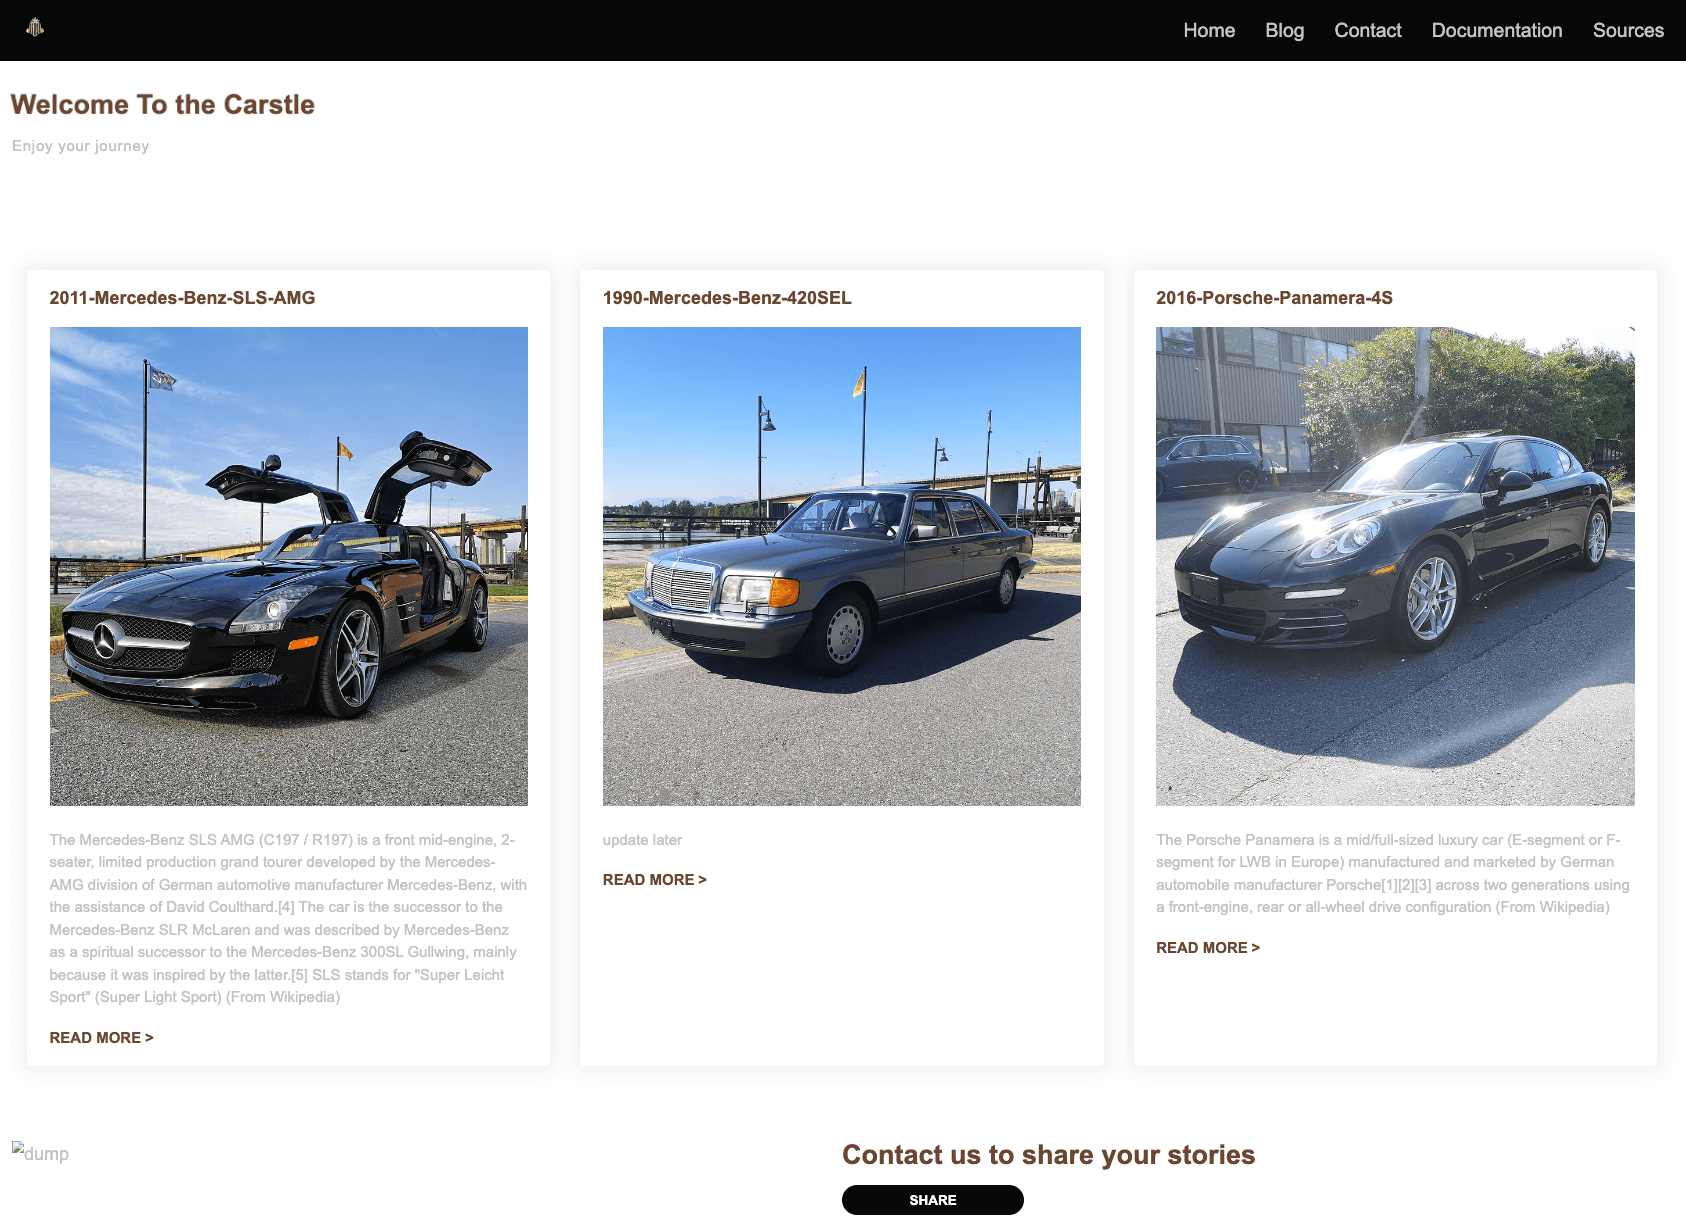 Home Blog Contact Documentation Sources
Welcome To the Carstle
Enjoy your journey
2011-Mercedes-Benz-SLS-AMG
The Mercedes-Benz SLS AMG (C197 / R197) is a front mid-engine, 2-
seater, limited production grand tourer developed by the Mercedes-
AMG division of German automotive manufacturer Mercedes-Benz, with
the assistance of David Coulthard.[4] The car is the successor to the
Mercedes-Benz SLR McLaren and was described by Mercedes-Benz
as a spiritual successor to the Mercedes-Benz 300SL Gullwing, mainly
because it was inspired by the latter.[5] SLS stands for "Super Leicht
Sport" (Super Light Sport) (From Wikipedia)
READ MORE >
1990-Mercedes-Benz-420SEL
update later
READ MORE >
2016-Porsche-Panamera-4S
The Porsche Panamera is a mid/full-sized luxury car (E-segment or F-
segment for LWB in Europe) manufactured and marketed by German
automobile manufacturer Porsche[1][2][3] across two generations using
a front-engine, rear or all-wheel drive configuration (From Wikipedia)
READ MORE >
dump
Contact us to share your stories
SHARE